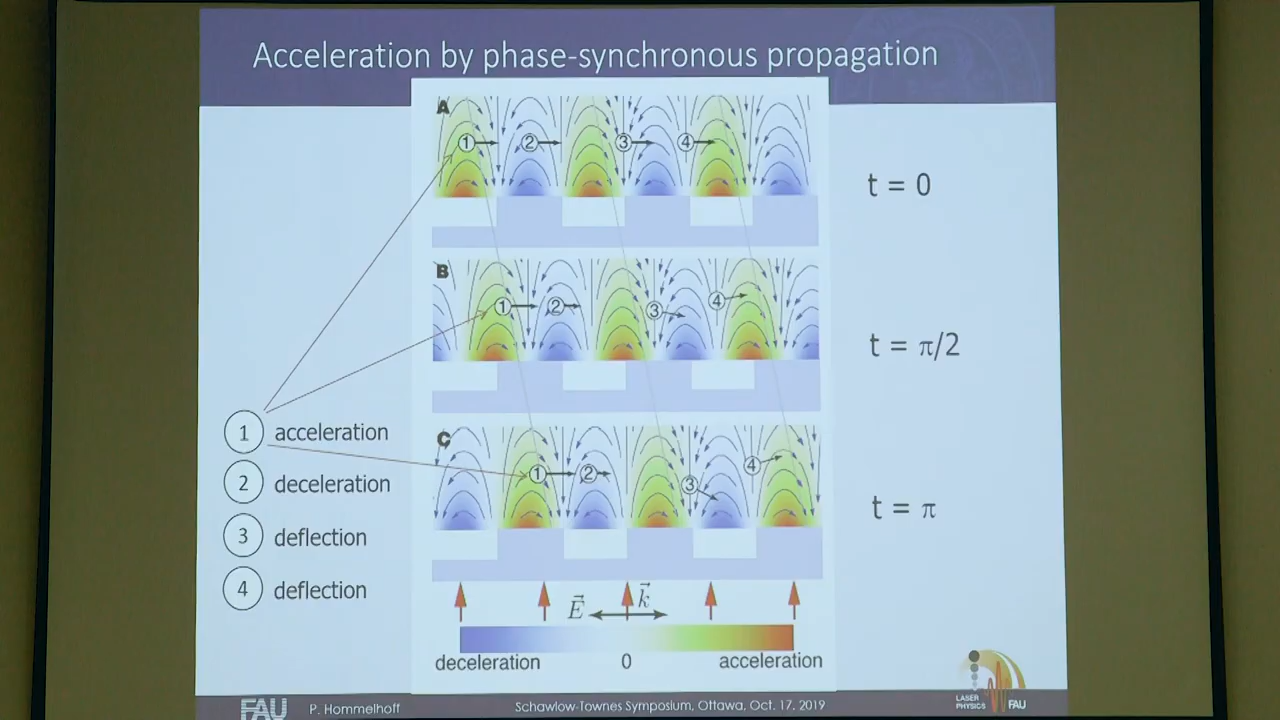 Acceleration by phase-synchronous propagation
A
1 2 3 4
t = 0
B
1 2 3 4
t = π/2
C
1 2 3 4
t = π
1 acceleration
2 deceleration
3 deflection
4 deflection
E⃗ k⃗
deceleration 0 acceleration
LASER
PHYSICS FAU
FAU P. Hommelhoff Schawlow-Townes Symposium, Ottawa, Oct. 17, 2019